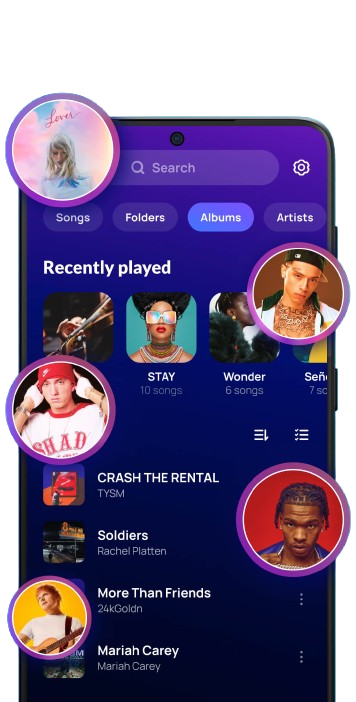 Lover
Search
Songs
Folders
Albums
Artists
Recently played
STAY
10 songs
Wonder
6 songs
Seño
7 so
SHAD
CRASH THE RENTAL
TYSM
Soldiers
Rachel Platten
More Than Friends
24kGoldn
Mariah Carey
Mariah Carey